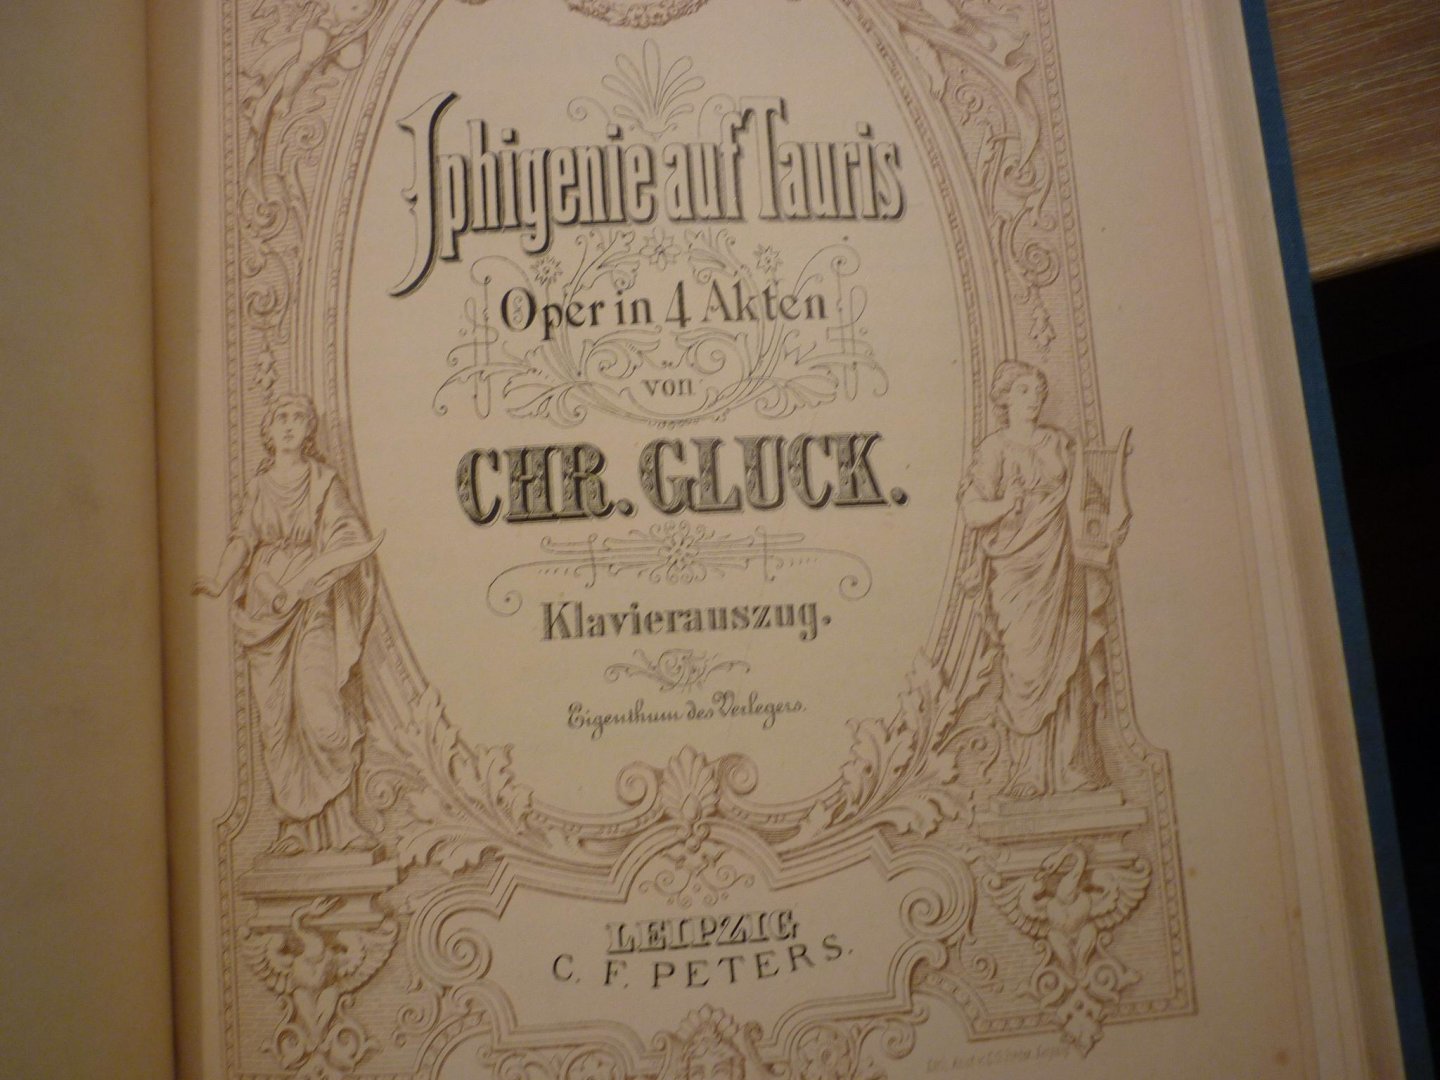 Iphigenie auf Tauris
Oper in 4 Akten
von
CHR. GLUCK.
Klavierauszug.
Eigenthum des Verlegers.
LEIPZIG
C. F. PETERS.